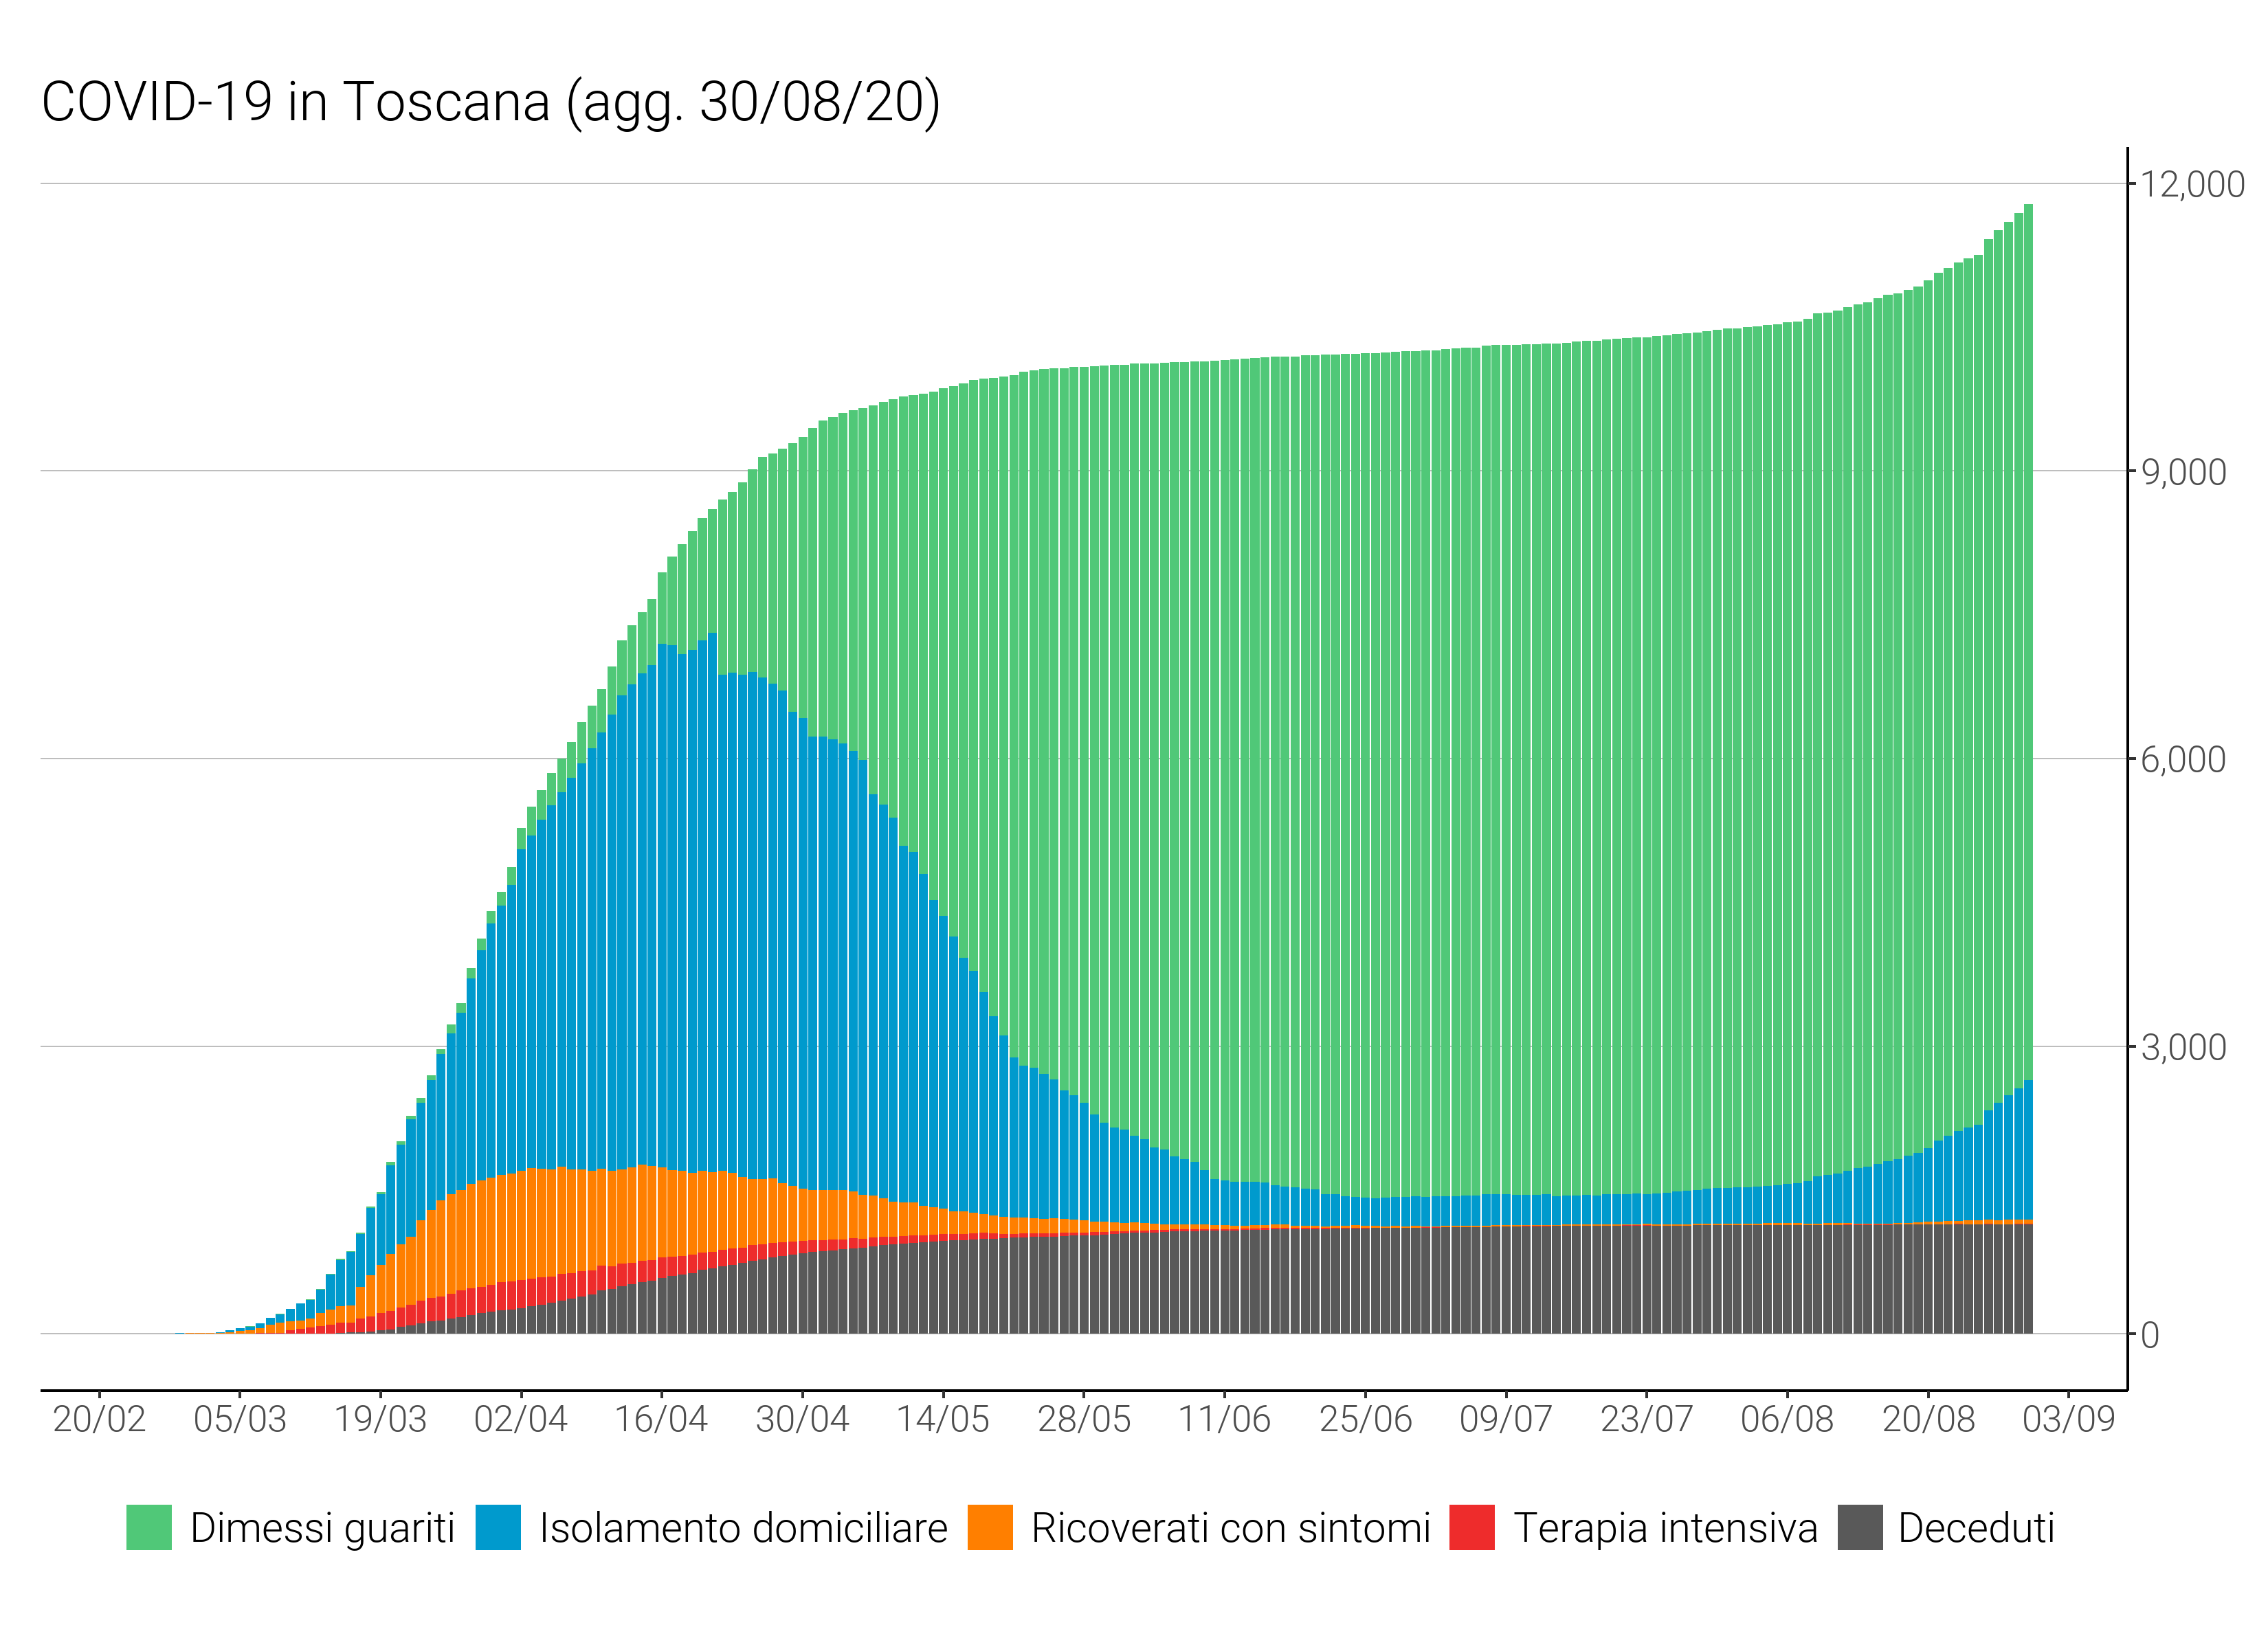 COVID-19 in Toscana (agg. 30/08/20)
12,000
9,000
6,000
3,000
0
20/02 05/03 19/03 02/04 16/04 30/04 14/05 28/05 11/06 25/06 09/07 23/07 06/08 20/08 03/09
Dimessi guariti Isolamento domiciliare Ricoverati con sintomi Terapia intensiva Deceduti